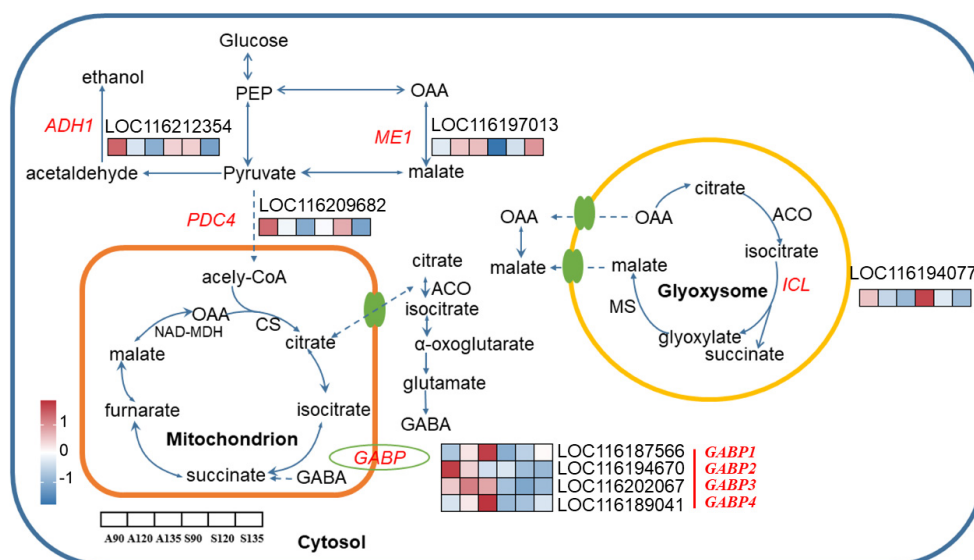 Glucose
ethanol
PEP
OAA
ADH1
LOC116212354
ME1
LOC116197013
acetaldehyde
Pyruvate
malate
citrate
ACO
OAA
OAA
isocitrate
PDC4
LOC116209682
malate
malate
Glyoxysome
ICL
LOC116194077
MS
glyoxylate
succinate
acely-CoA
citrate
ACO
isocitrate
OAA
CS
NAD-MDH
citrate
α-oxoglutarate
malate
glutamate
furnarate
isocitrate
GABA
Mitochondrion
GABP
succinate
GABA
1
0
-1
LOC116187566 GABP1
LOC116194670 GABP2
LOC116202067 GABP3
LOC116189041 GABP4
A90 A120 A135 S90 S120 S135
Cytosol